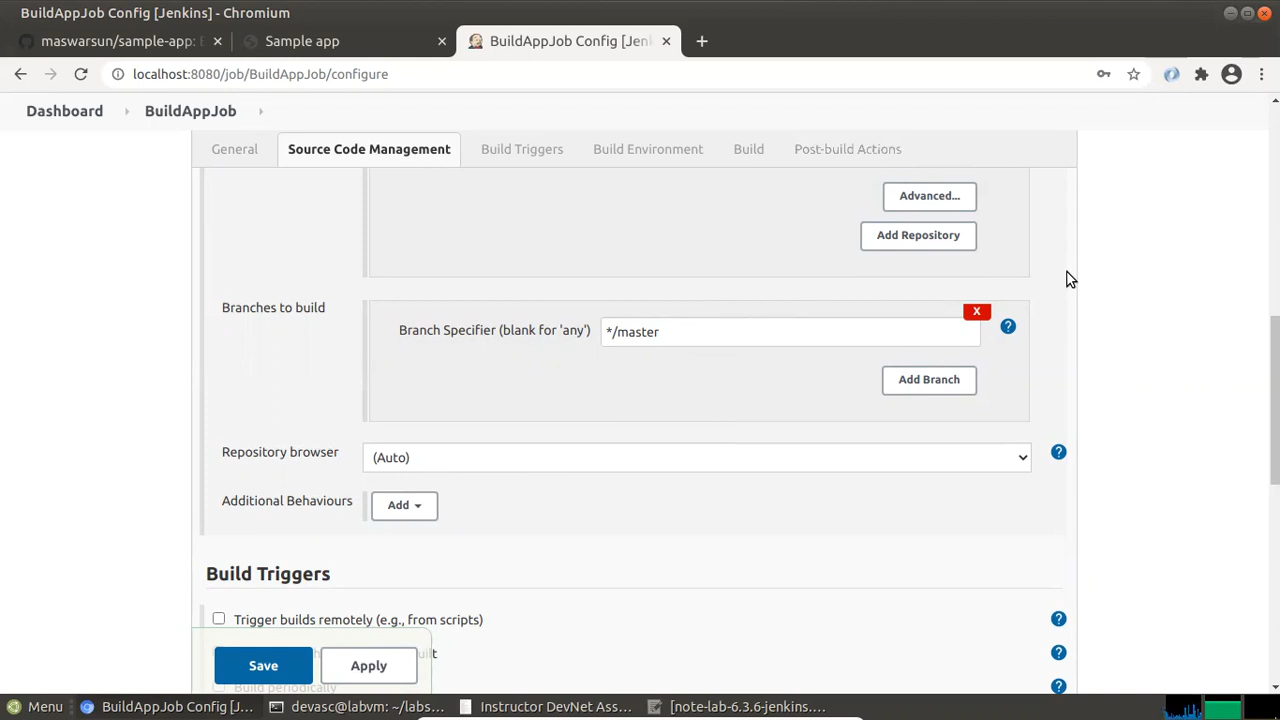 BuildAppJob Config [Jenkins] - Chromium
maswarsun/sample-app: E
Sample app
BuildAppJob Config [Jenk
localhost:8080/job/BuildAppJob/configure
Dashboard
BuildAppJob
General
Source Code Management
Build Triggers
Build Environment
Build
Post-build Actions
Advanced...
Add Repository
Branches to build
X
Branch Specifier (blank for 'any')
*/master
Add Branch
Repository browser
(Auto)
Additional Behaviours
Add
Build Triggers
Trigger builds remotely (e.g., from scripts)
Save
Apply
Build periodically
Menu
BuildAppJob Config [J...
devasc@labvm: ~/labs...
Instructor DevNet Ass...
[note-lab-6.3.6-jenkins....